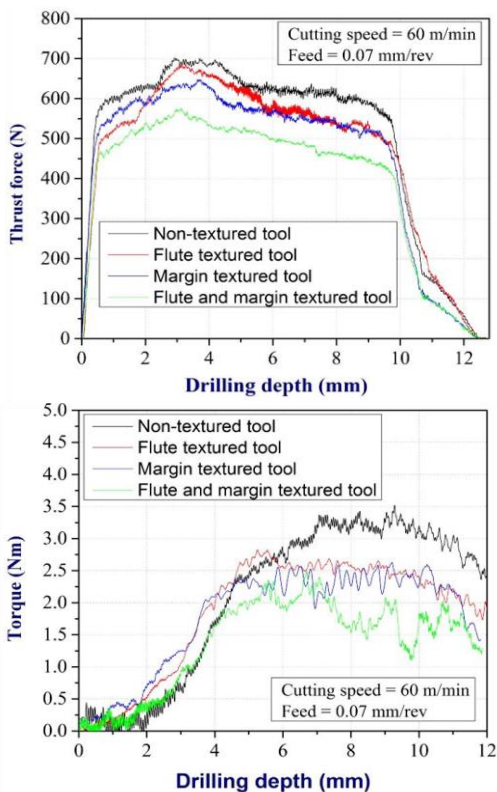 800
Cutting speed = 60 m/min
700
Feed = 0.07 mm/rev
600
500
400
300
200
100
0
Thrust force (N)
Non-textured tool
Flute textured tool
Margin textured tool
Flute and margin textured tool
0 2 4 6 8 10 12
Drilling depth (mm)
5.0
4.5
4.0
3.5
3.0
2.5
2.0
1.5
1.0
0.5
0.0
Torque (Nm)
Non-textured tool
Flute textured tool
Margin textured tool
Flute and margin textured tool
Cutting speed = 60 m/min
Feed = 0.07 mm/rev
0 2 4 6 8 10 12
Drilling depth (mm)